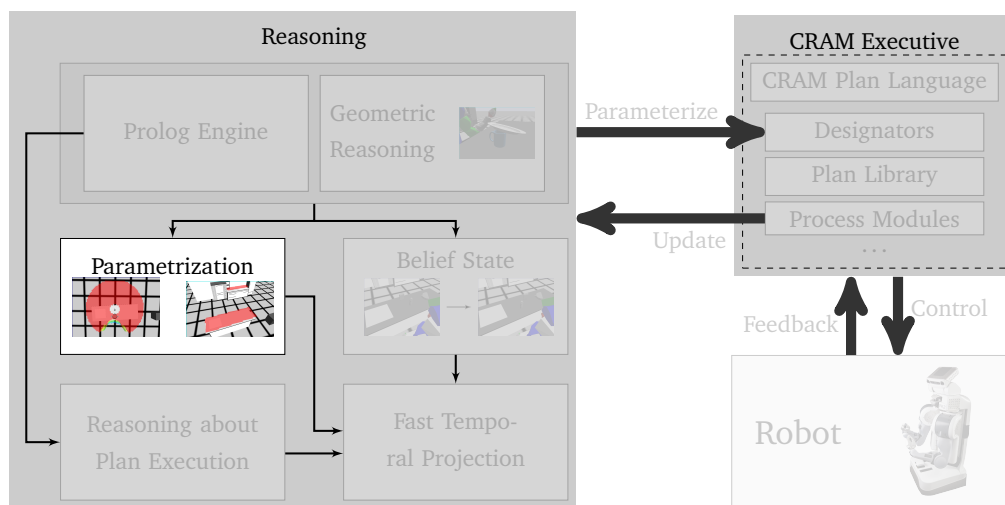 Reasoning
Prolog Engine
Geometric
Reasoning
Parametrization
Belief State
Reasoning about
Plan Execution
Fast Tempo-
ral Projection
Parameterize
Update
CRAM Executive
CRAM Plan Language
Designators
Plan Library
Process Modules
...
Feedback
Control
Robot